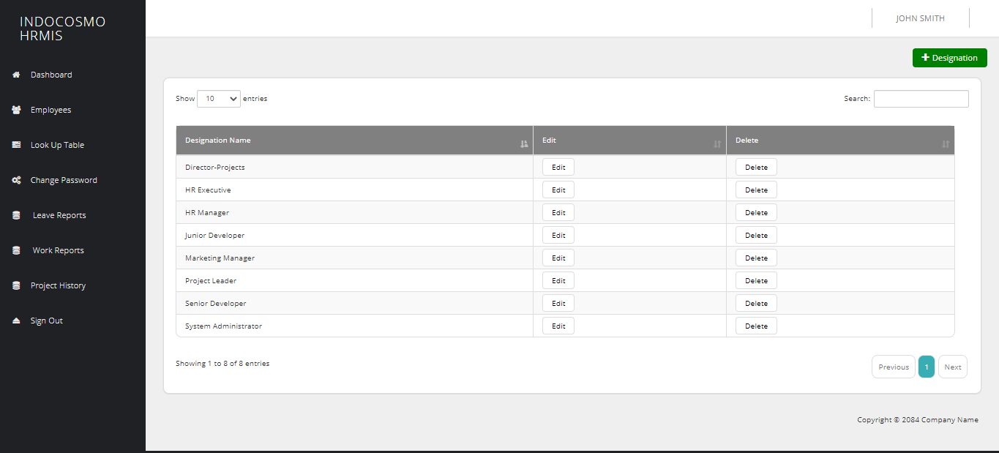 INDOCOSMO
HRMIS
JOHN SMITH
Designation
Dashboard
Employees
Look Up Table
Change Password
Leave Reports
Work Reports
Project History
Sign Out
Show 10 entries
Search:
Designation Name Edit Delete
Director-Projects Edit Delete
HR Executive Edit Delete
HR Manager Edit Delete
Junior Developer Edit Delete
Marketing Manager Edit Delete
Project Leader Edit Delete
Senior Developer Edit Delete
System Administrator Edit Delete
Showing 1 to 8 of 8 entries
Previous 1 Next
Copyright © 2084 Company Name